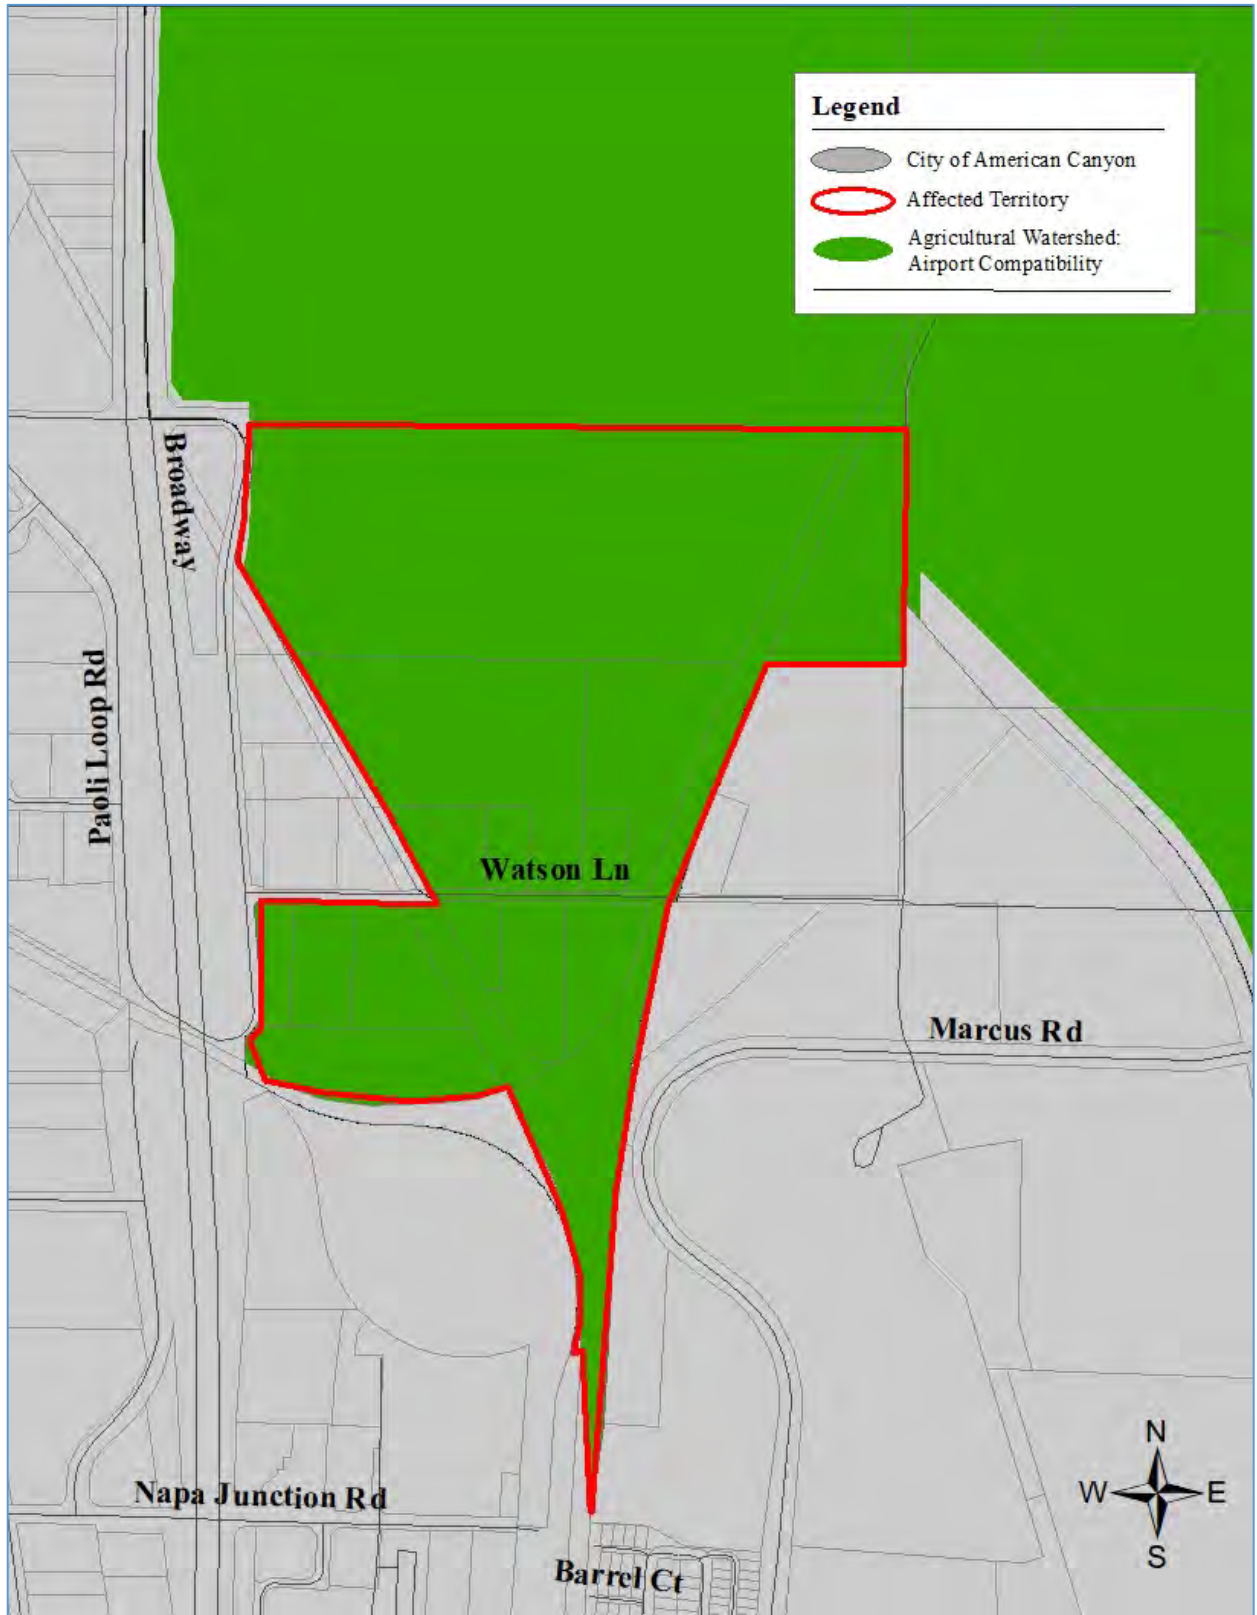 Legend
City of American Canyon
Affected Territory
Agricultural Watershed:
Airport Compatibility
Broadway
Paoli Loop Rd
Watson Ln
Marcus Rd
Napa Junction Rd
Barrel Ct
N
W
E
S